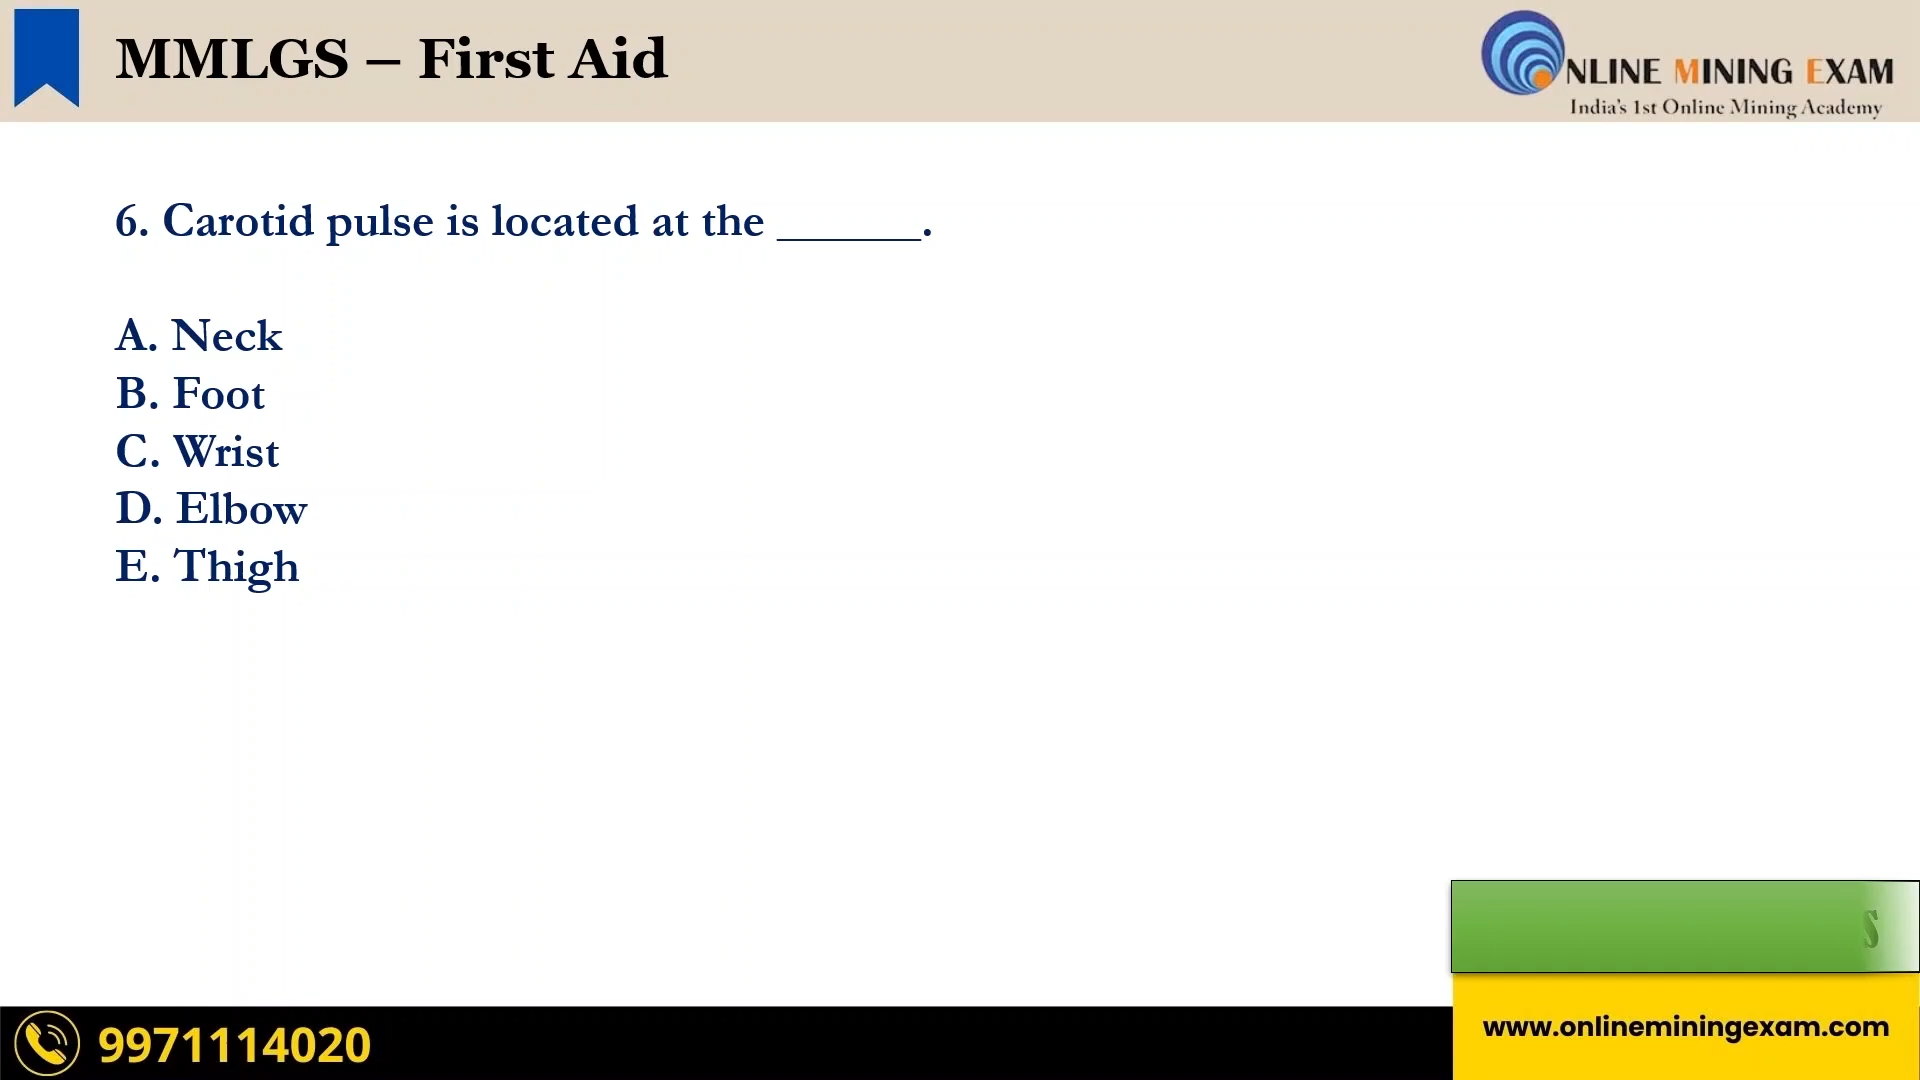 MMLGS – First Aid
ONLINE MINING EXAM
India's 1st Online Mining Academy
6. Carotid pulse is located at the ______.
A. Neck
B. Foot
C. Wrist
D. Elbow
E. Thigh
S
9971114020
www.onlineminingexam.com